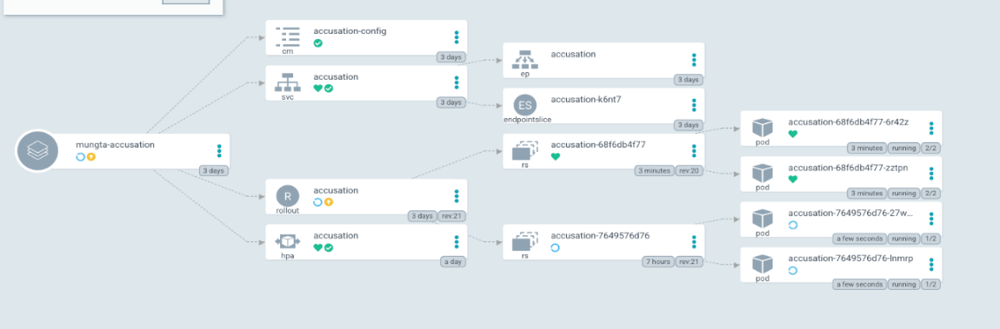 accusation-config
cm
3 days
accusation
svc
3 days
accusation
ep
3 days
ES
accusation-k6nt7
endpointslice
3 days
mungta-accusation
3 days
accusation-68f6db4f77
rs
3 minutes rev:20
accusation-68f6db4f77-6r42z
pod
3 minutes running 2/2
accusation-68f6db4f77-zztpn
pod
3 minutes running 2/2
R
accusation
rollout
3 days rev:21
accusation
hpa
a day
accusation-7649576d76
rs
7 hours rev:21
accusation-7649576d76-27w...
pod
a few seconds running 1/2
accusation-7649576d76-lnmrp
pod
a few seconds running 1/2